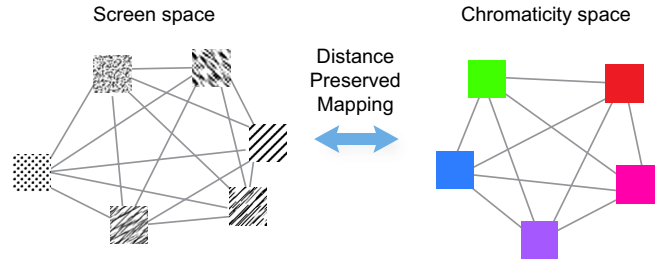 Screen space
Chromaticity space
Distance
Preserved
Mapping